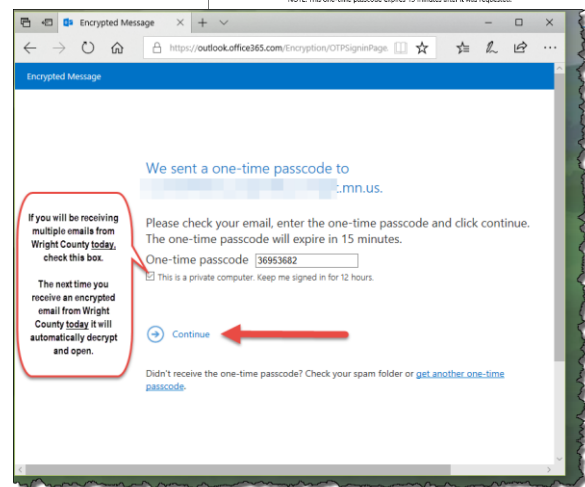 NOTE: This one-time passcode expires 15 minutes after it was requested.
Encrypted Message
https://outlook.office365.com/Encryption/OTPSigninPage.
Encrypted Message
We sent a one-time passcode to
.mn.us.
If you will be receiving
multiple emails from
Wright County today,
check this box.
The next time you
receive an encrypted
email from Wright
County today it will
automatically decrypt
and open.
Please check your email, enter the one-time passcode and click continue.
The one-time passcode will expire in 15 minutes.
One-time passcode 36953682
This is a private computer. Keep me signed in for 12 hours.
Continue
Didn't receive the one-time passcode? Check your spam folder or get another one-time
passcode.